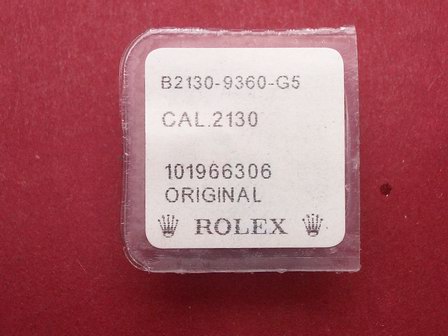 B2130-9360-G5
CAL.2130
101966306
ORIGINAL
ROLEX